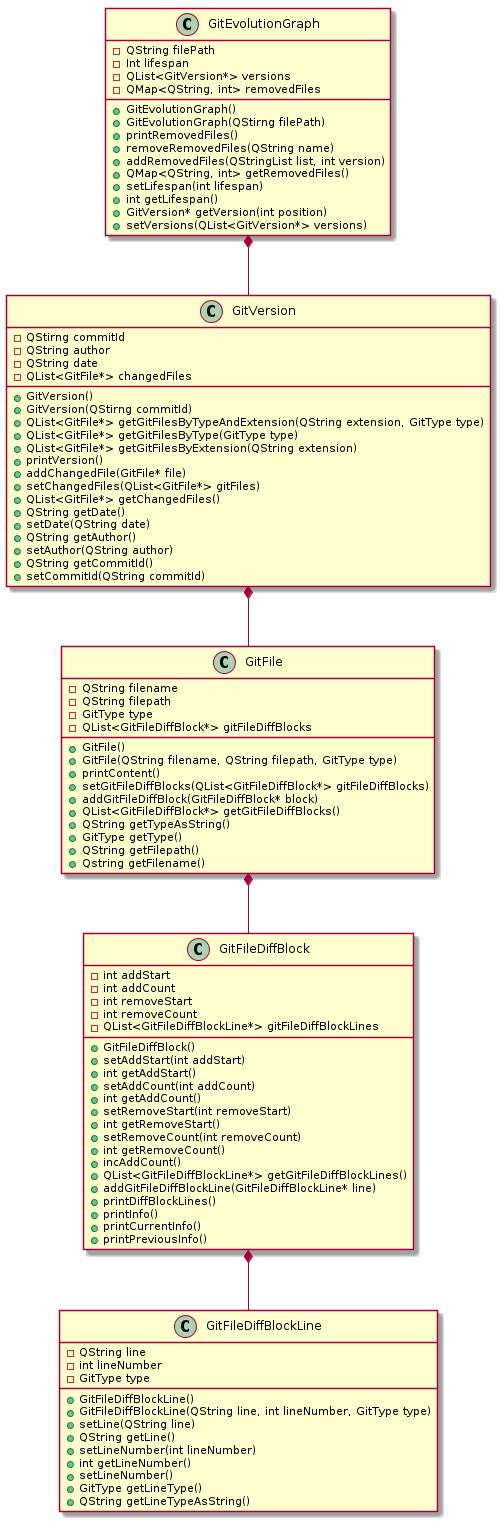 C GitEvolutionGraph
QString filePath
Int lifespan
QList<GitVersion*> versions
QMap<QString, int> removedFiles
GitEvolutionGraph()
GitEvolutionGraph(QStirng filePath)
printRemovedFiles()
removeRemovedFiles(QString name)
addRemovedFiles(QStringList list, int version)
QMap<QString, int> getRemovedFiles()
setLifespan(int lifespan)
int getLifespan()
GitVersion* getVersion(int position)
setVersions(QList<GitVersion*> versions)
C GitVersion
QStirng commitId
QString author
QString date
QList<GitFile*> changedFiles
GitVersion()
GitVersion(QStirng commitId)
QList<GitFile*> getGitFilesByTypeAndExtension(QString extension, GitType type)
QList<GitFile*> getGitFilesByType(GitType type)
QList<GitFile*> getGitFilesByExtension(QString extension)
printVersion()
addChangedFile(GitFile* file)
setChangedFiles(QList<GitFile*> gitFiles)
QList<GitFile*> getChangedFiles()
QString getDate()
setDate(QString date)
QString getAuthor()
setAuthor(QString author)
QString getCommitId()
setCommitId(QString commitId)
C GitFile
QString filename
QString filepath
GitType type
QList<GitFileDiffBlock*> gitFileDiffBlocks
GitFile()
GitFile(QString filename, QString filepath, GitType type)
printContent()
setGitFileDiffBlocks(QList<GitFileDiffBlock*> gitFileDiffBlocks)
addGitFileDiffBlock(GitFileDiffBlock* block)
QList<GitFileDiffBlock*> getGitFileDiffBlocks()
QString getTypeAsString()
GitType getType()
QString getFilepath()
Qstring getFilename()
C GitFileDiffBlock
int addStart
int addCount
int removeStart
int removeCount
QList<GitFileDiffBlockLine*> gitFileDiffBlockLines
GitFileDiffBlock()
setAddStart(int addStart)
int getAddStart()
setAddCount(int addCount)
int getAddCount()
setRemoveStart(int removeStart)
int getRemoveStart()
setRemoveCount(int removeCount)
int getRemoveCount()
incAddCount()
QList<GitFileDiffBlockLine*> getGitFileDiffBlockLines()
addGitFileDiffBlockLine(GitFileDiffBlockLine* line)
printDiffBlockLines()
printInfo()
printCurrentInfo()
printPreviousInfo()
C GitFileDiffBlockLine
QString line
int lineNumber
GitType type
GitFileDiffBlockLine()
GitFileDiffBlockLine(QString line, int lineNumber, GitType type)
setLine(QString line)
QString getLine()
setLineNumber(int lineNumber)
int getLineNumber()
setLineNumber()
GitType getLineType()
QString getLineTypeAsString()